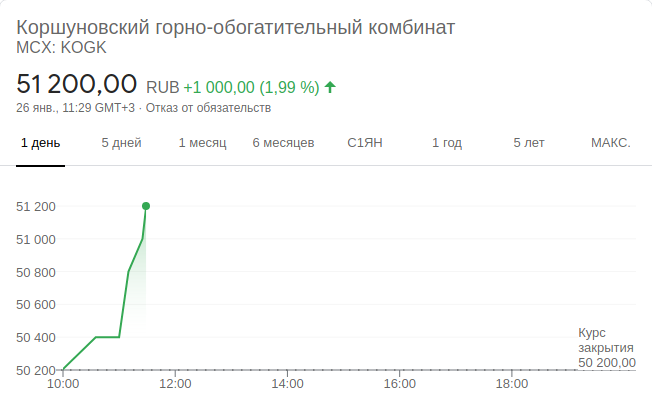 Коршуновский горно-обогатительный комбинат
MCX: KOGK
51 200,00 RUB +1 000,00 (1,99 %)
26 янв., 11:29 GMT+3 · Отказ от обязательств
1 день 5 дней 1 месяц 6 месяцев С1ЯН 1 год 5 лет МАКС.
51 200
51 000
50 800
50 600
50 400
Курс
закрытия
50 200,00
50 200
10:00 12:00 14:00 16:00 18:00